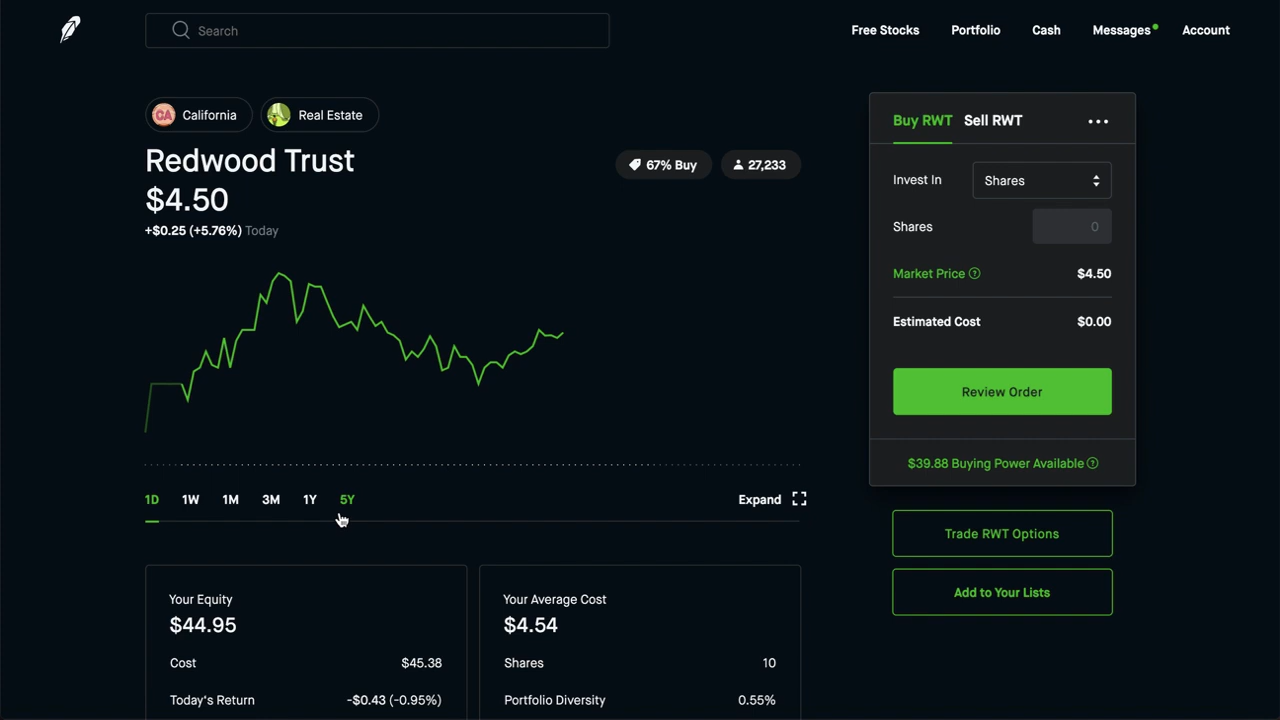 Search
Free Stocks Portfolio Cash Messages Account
CA California Real Estate
Redwood Trust
$4.50
+$0.25 (+5.76%) Today
67% Buy 27,233
1D 1W 1M 3M 1Y 5Y Expand
Your Equity
$44.95
Cost $45.38
Today's Return -$0.43 (-0.95%)
Your Average Cost
$4.54
Shares 10
Portfolio Diversity 0.55%
Buy RWT Sell RWT
Invest In Shares
Shares 0
Market Price ? $4.50
Estimated Cost $0.00
Review Order
$39.88 Buying Power Available ?
Trade RWT Options
Add to Your Lists